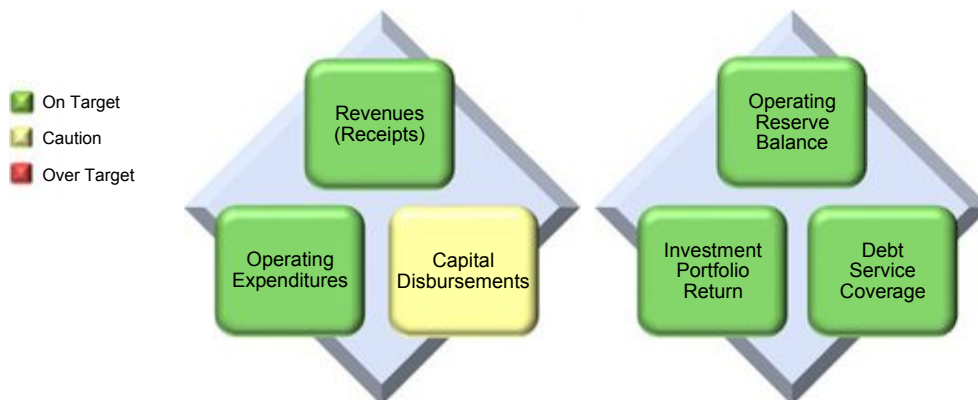 On Target
Caution
Over Target
Revenues
(Receipts)
Operating
Expenditures
Capital
Disbursements
Operating
Reserve
Balance
Investment
Portfolio
Return
Debt
Service
Coverage